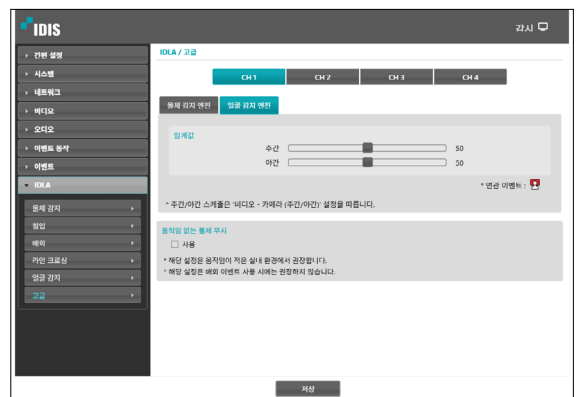 IDIS
감시
간편 설정
시스템
네트워크
비디오
오디오
이벤트 동작
이벤트
IDLA
물체 감지
침입
배회
라인 크로싱
얼굴 감지
고급
IDLA / 고급
CH 1 CH 2 CH 3 CH 4
물체 감지 엔진 얼굴 감지 엔진
임계값
주간 50
야간 50
* 연관 이벤트 :
* 주간/야간 스케줄은 '비디오 - 카메라 (주간/야간)' 설정을 따릅니다.
움직임 없는 물체 무시
사용
* 해당 설정은 움직임이 적은 실내 환경에서 권장합니다.
* 해당 설정은 배회 이벤트 사용 시에는 권장하지 않습니다.
저장